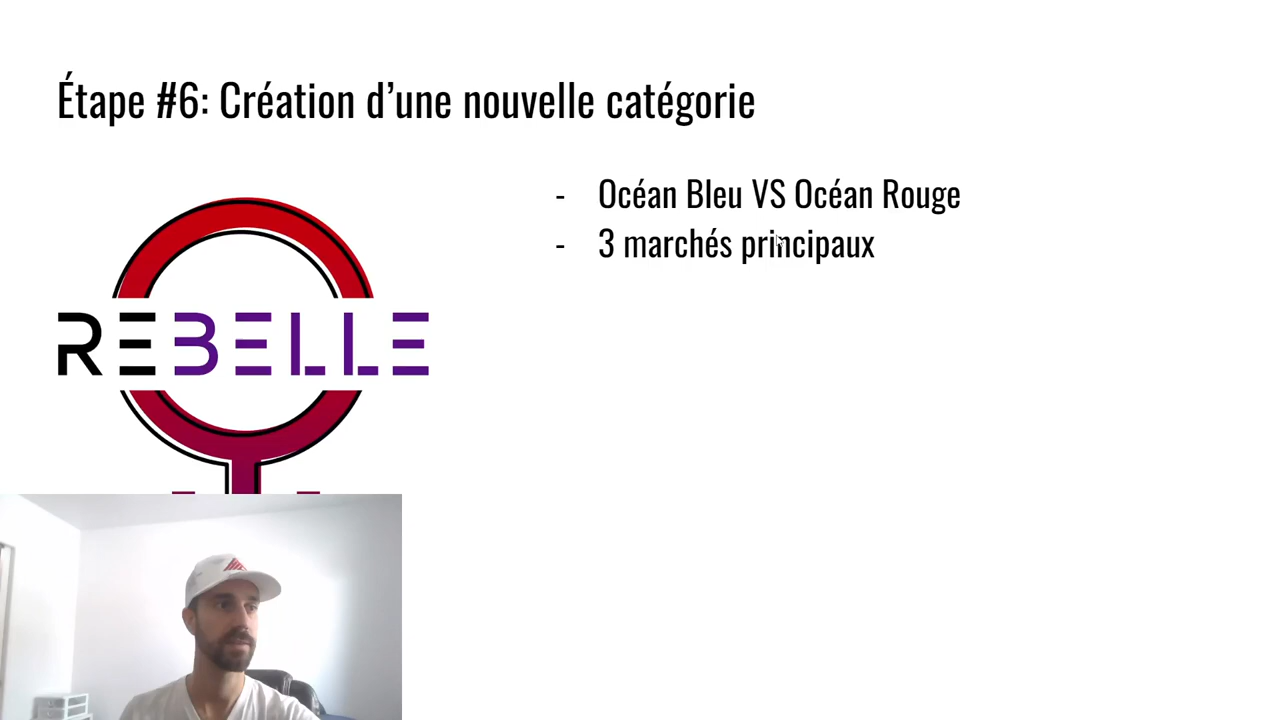 Étape #6: Création d’une nouvelle catégorie
- Océan Bleu VS Océan Rouge
- 3 marchés principaux
REBELLE